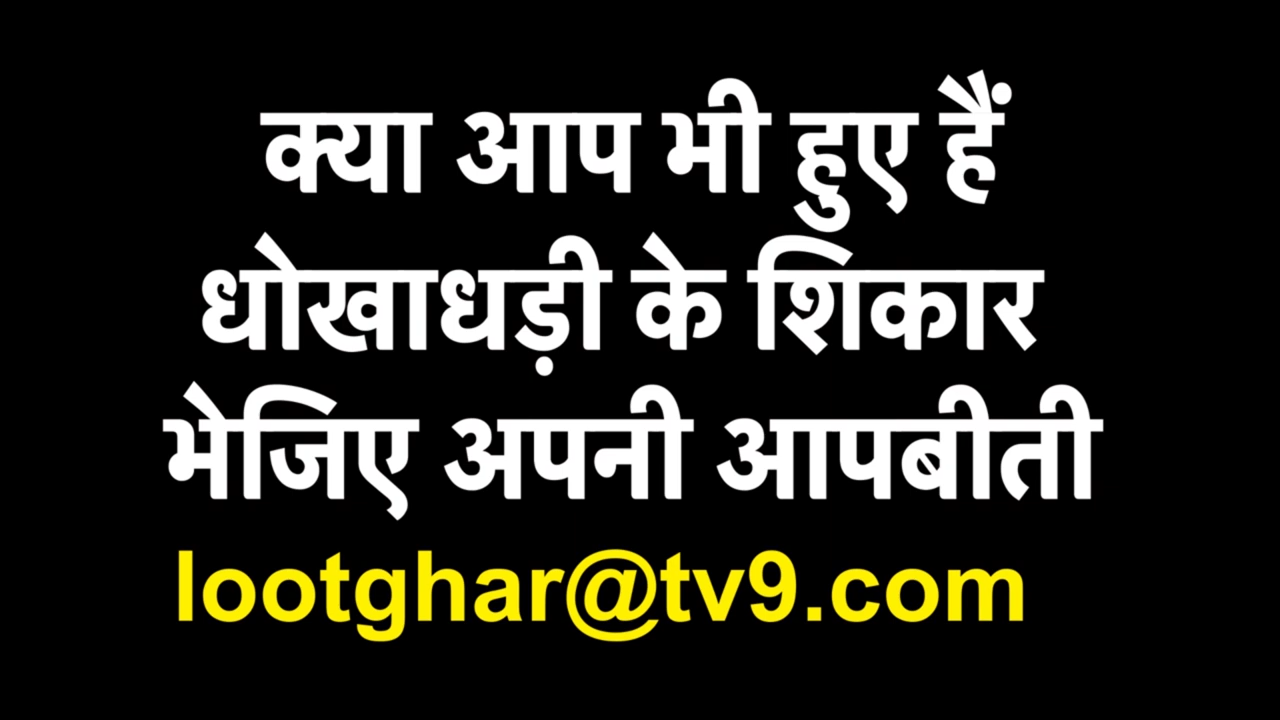 क्या आप भी हुए हैं
धोखाधड़ी के शिकार
भेजिए अपनी आपबीती
lootghar@tv9.com